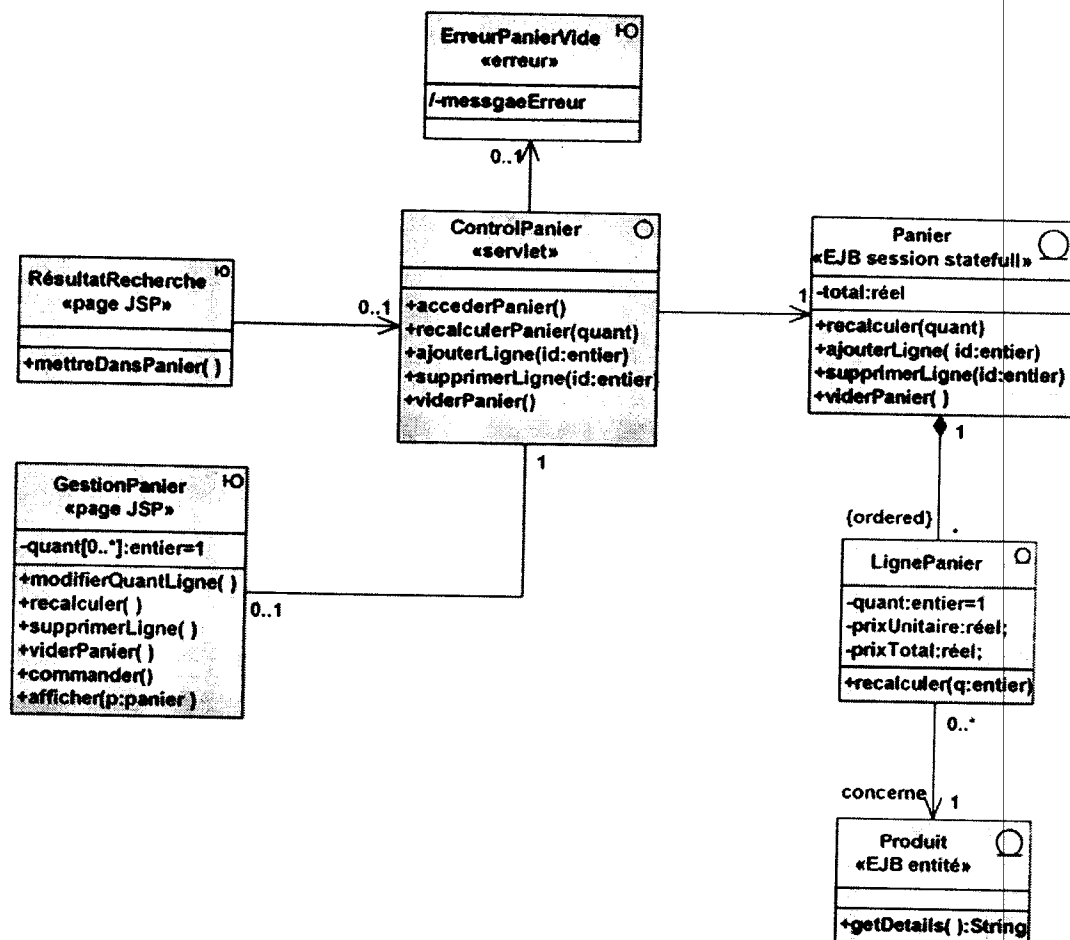 ErreurPanierVide
«erreur»
/-messgaeErreur
0..1
ControlPanier
«servlet»
+accederPanier()
+recalculerPanier(quant)
+ajouterLigne(id:entier)
+supprimerLigne(id:entier
+viderPanier()
Panier
«EJB session statefull»
-total:réel
+recalculer(quant)
+ajouterLigne( id:entier)
+supprimerLigne(id:entier)
+viderPanier( )
RésultatRecherche
«page JSP»
+mettreDansPanier( )
0..1
1
1
1
GestionPanier
«page JSP»
-quant[0..*]:entier=1
+modifierQuantLigne( )
+recalculer( )
+supprimerLigne( )
+viderPanier( )
+commander()
+afficher(p:panier )
0..1
{ordered}
*
LignePanier
-quant:entier=1
-prixUnitaire:réel;
-prixTotal:réel;
+recalculer(q:entier)
0..*
concerne
1
Produit
«EJB entité»
+getDetails( ):String